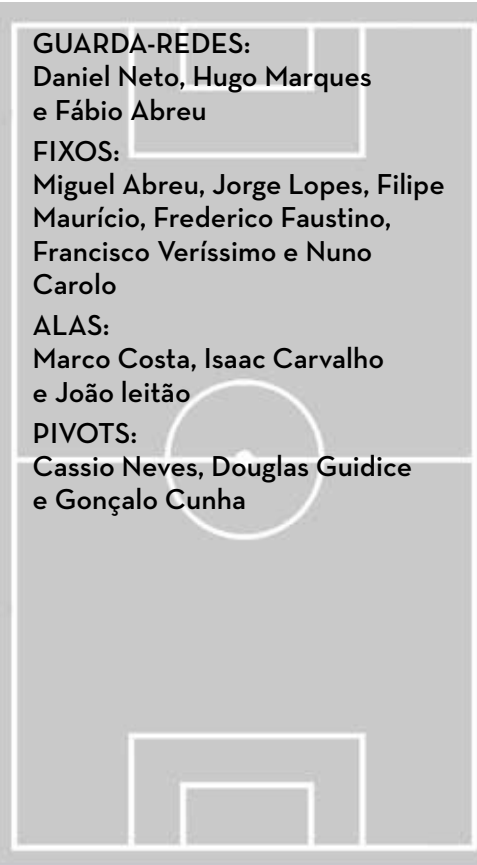 GUARDA-REDES:
Daniel Neto, Hugo Marques
e Fábio Abreu
FIXOS:
Miguel Abreu, Jorge Lopes, Filipe
Maurício, Frederico Faustino,
Francisco Veríssimo e Nuno
Carolo
ALAS:
Marco Costa, Isaac Carvalho
e João leitão
PIVOTS:
Cassio Neves, Douglas Guidice
e Gonçalo Cunha